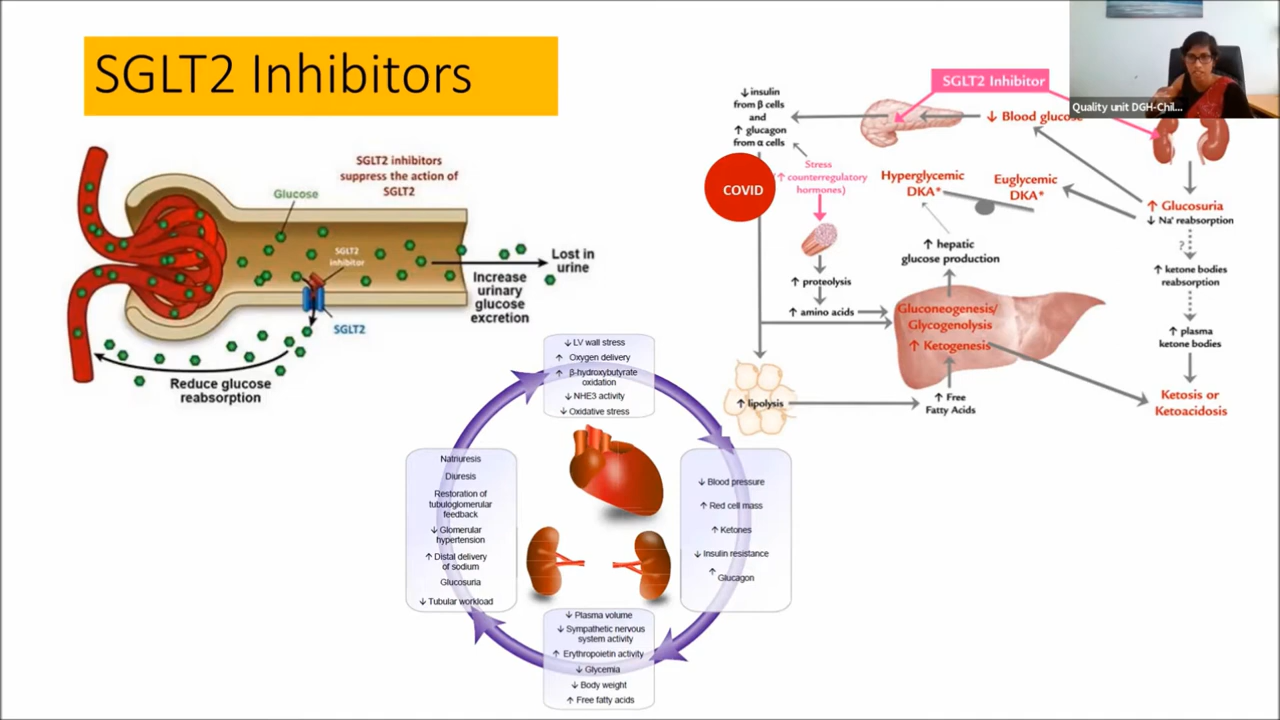 SGLT2 Inhibitors
SGLT2 inhibitors
suppress the action of
SGLT2
Glucose
SGLT2
inhibitor
SGLT2
Lost in
urine
Increase
urinary
glucose
excretion
Reduce glucose
reabsorption
SGLT2 Inhibitor
Quality unit DGH-Chil...
↓ insulin
from β cells
and
↑ glucagon
from α cells
↓ Blood glucose
COVID
Stress
(↑ counterregulatory
hormones)
Hyperglycemic
DKA*
Euglycemic
DKA*
↑ Glucosuria
↓ Na⁺ reabsorption
?
↑ hepatic
glucose production
↑ ketone bodies
reabsorption
↑ proteolysis
↑ amino acids
Gluconeogenesis/
Glycogenolysis
↑ Ketogenesis
↑ plasma
ketone bodies
↑ lipolysis
↑ Free
Fatty Acids
Ketosis or
Ketoacidosis
↓ LV wall stress
↑ Oxygen delivery
↑ β-hydroxybutyrate
oxidation
↓ NHE3 activity
↓ Oxidative stress
Natriuresis
Diuresis
Restoration of
tubuloglomerular
feedback
↓ Glomerular
hypertension
↑ Distal delivery
of sodium
Glucosuria
↓ Tubular workload
↓ Blood pressure
↑ Red cell mass
↑ Ketones
↓ Insulin resistance
↑
Glucagon
↓ Plasma volume
↓ Sympathetic nervous
system activity
↑ Erythropoietin activity
↓ Glycemia
↓ Body weight
↑ Free fatty acids